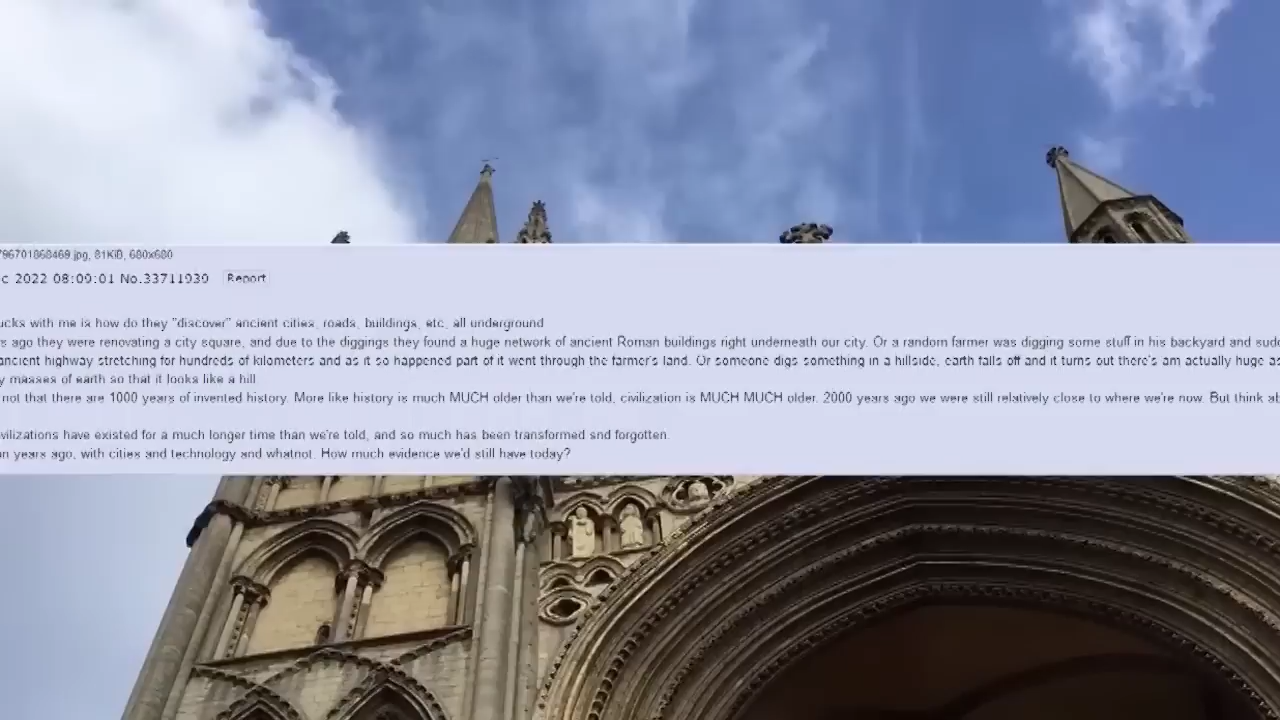 796701868469.jpg, 81KiB, 680x680
c 2022 08:09:01 No.33711939 Report
ucks with me is how do they "discover" ancient cities, roads, buildings, etc, all underground
rs ago they were renovating a city square, and due to the diggings they found a huge network of ancient Roman buildings right underneath our city. Or a random farmer was digging some stuff in his backyard and sudd
ancient highway stretching for hundreds of kilometers and as it so happened part of it went through the farmer's land. Or someone digs something in a hillside, earth falls off and it turns out there's am actually huge as
y masses of earth so that it looks like a hill.
not that there are 1000 years of invented history. More like history is much MUCH older than we're told, civilization is MUCH MUCH older. 2000 years ago we were still relatively close to where we're now. But think ab
vilizations have existed for a much longer time than we're told, and so much has been transformed snd forgotten.
n years ago, with cities and technology and whatnot. How much evidence we'd still have today?